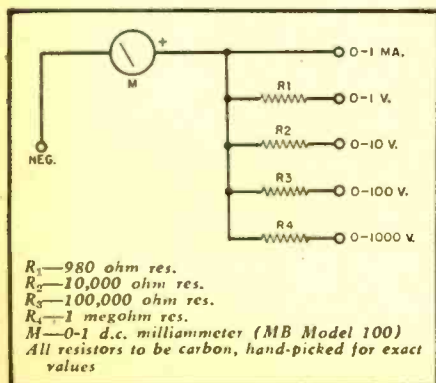 +
0-1 MA.
M
R1
0-1 V.
NEG.
R2
0-10 V.
R3
0-100 V.
R4
0-1000 V.
R1—980 ohm res.
R2—10,000 ohm res.
R3—100,000 ohm res.
R4—1 megohm res.
M—0-1 d.c. milliammeter (MB Model 100)
All resistors to be carbon, hand-picked for exact
values